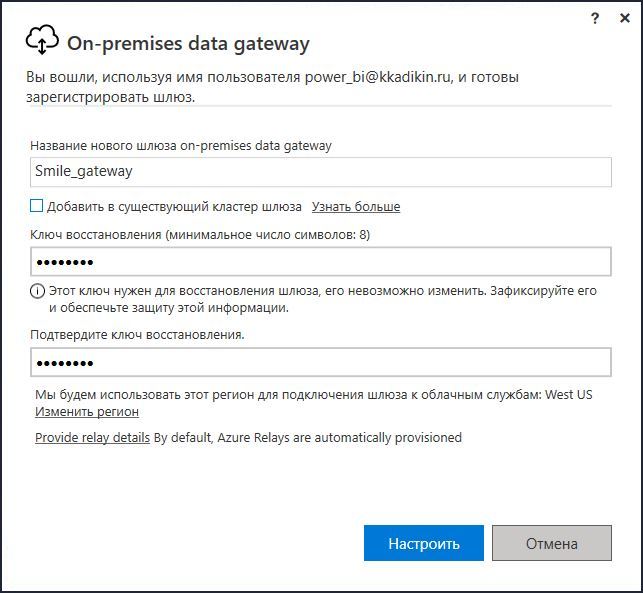 ? ×
On-premises data gateway
Вы вошли, используя имя пользователя power_bi@kkadikin.ru, и готовы
зарегистрировать шлюз.
Название нового шлюза on-premises data gateway
Smile_gateway
Добавить в существующий кластер шлюза Узнать больше
Ключ восстановления (минимальное число символов: 8)
••••••••
Этот ключ нужен для восстановления шлюза, его невозможно изменить. Зафиксируйте его
и обеспечьте защиту этой информации.
Подтвердите ключ восстановления.
••••••••
Мы будем использовать этот регион для подключения шлюза к облачным службам: West US
Изменить регион
Provide relay details By default, Azure Relays are automatically provisioned
Настроить Отмена